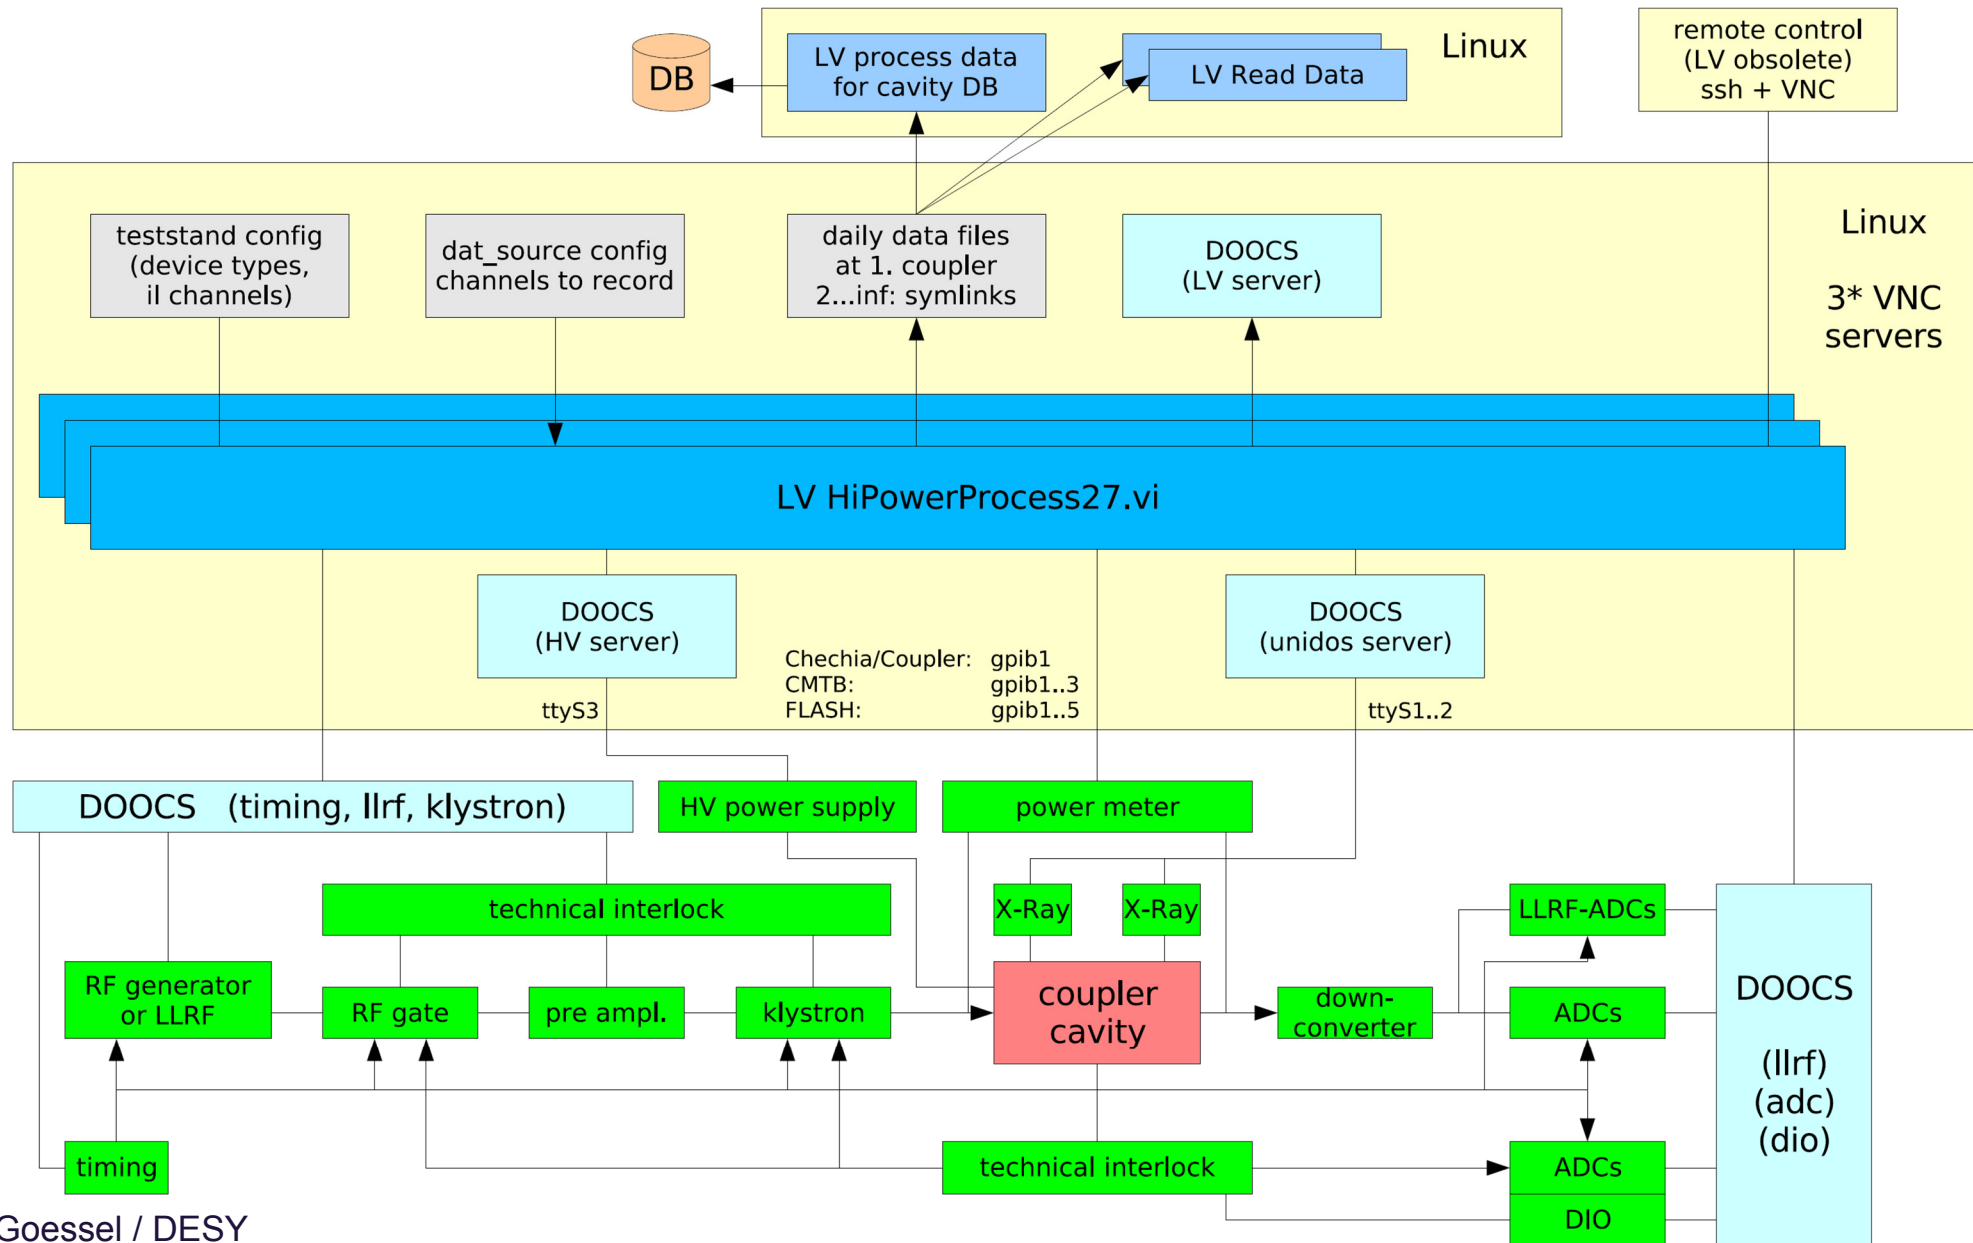 DB
LV process data
for cavity DB
LV Read Data
Linux
remote control
(LV obsolete)
ssh + VNC
teststand config
(device types,
il channels)
dat_source config
channels to record
daily data files
at 1. coupler
2...inf: symlinks
DOOCS
(LV server)
Linux
3* VNC
servers
LV HiPowerProcess27.vi
DOOCS
(HV server)
DOOCS
(unidos server)
Chechia/Coupler: gpib1
CMTB: gpib1..3
FLASH: gpib1..5
ttyS3
ttyS1..2
DOOCS (timing, llrf, klystron)
HV power supply
power meter
technical interlock
X-Ray
X-Ray
LLRF-ADCs
RF generator
or LLRF
RF gate
pre ampl.
klystron
coupler
cavity
down-
converter
ADCs
DOOCS
(llrf)
(adc)
(dio)
timing
technical interlock
ADCs
DIO
Goessel / DESY